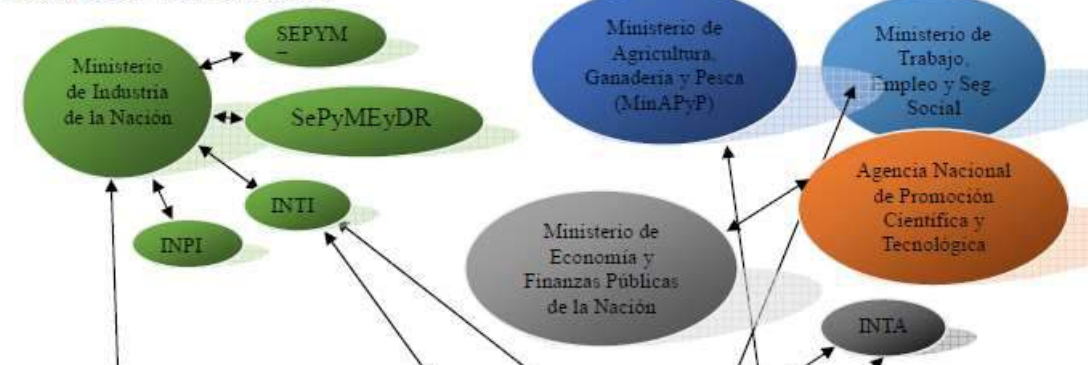 SEPYM
Ministerio
de Industria
de la Nación
SePyMEyDR
INTI
INPI
Ministerio de
Agricultura,
Ganadería y Pesca
(MinAPyP)
Ministerio de
Trabajo,
Empleo y Seg.
Social
Agencia Nacional
de Promoción
Científica y
Tecnológica
Ministerio de
Economía y
Finanzas Públicas
de la Nación
INTA